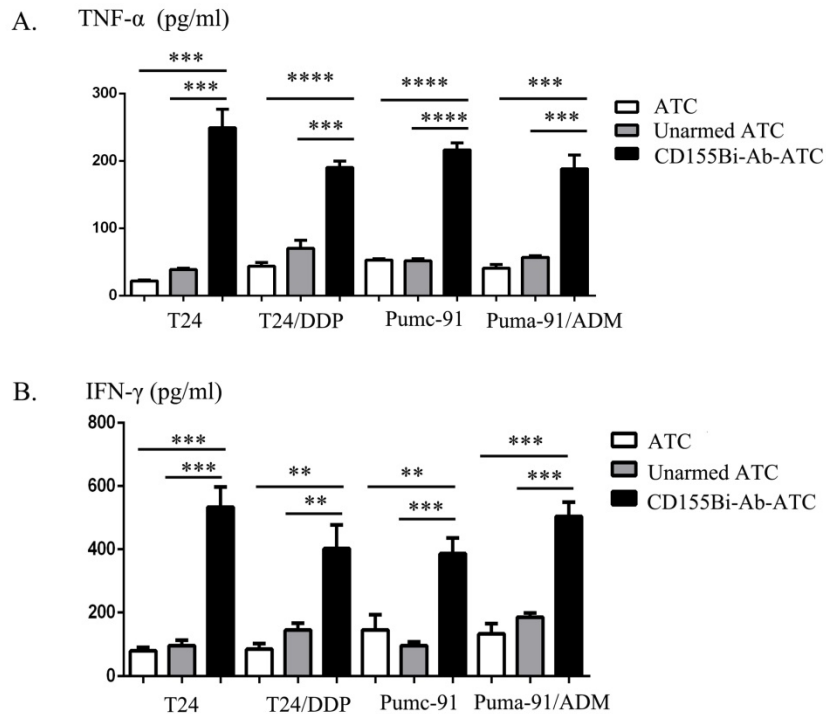 A. TNF-α (pg/ml)
*** **** **** ***
*** *** **** ***
300
200
100
0
ATC
Unarmed ATC
CD155Bi-Ab-ATC
T24 T24/DDP Pumc-91 Puma-91/ADM
B. IFN-γ (pg/ml)
*** ** ** ***
*** ** *** ***
800
600
400
200
0
ATC
Unarmed ATC
CD155Bi-Ab-ATC
T24 T24/DDP Pumc-91 Puma-91/ADM